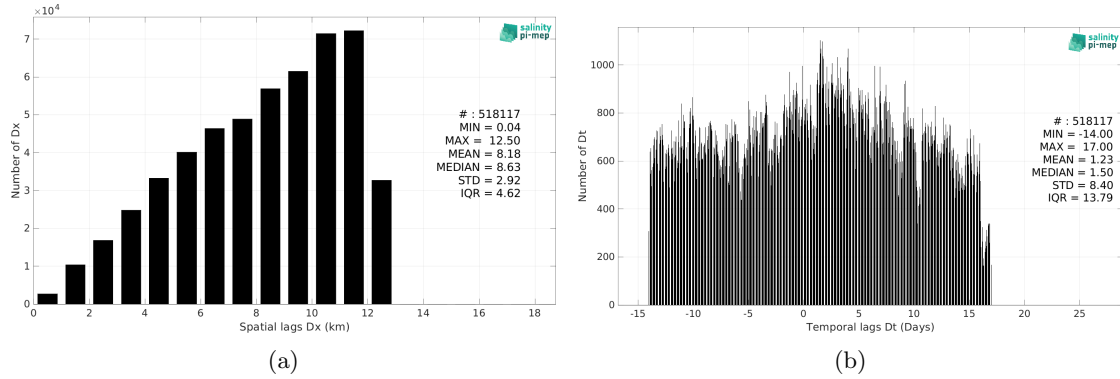 ×10⁴
7
6
5
4
3
2
1
0
Number of Dx
0 2 4 6 8 10 12 14 16 18
Spatial lags Dx (km)
salinity
pi-mep
# : 518117
MIN = 0.04
MAX = 12.50
MEAN = 8.18
MEDIAN = 8.63
STD = 2.92
IQR = 4.62
(a)
1000
800
600
400
200
0
Number of Dt
-15 -10 -5 0 5 10 15 20 25
Temporal lags Dt (Days)
salinity
pi-mep
# : 518117
MIN = -14.00
MAX = 17.00
MEAN = 1.23
MEDIAN = 1.50
STD = 8.40
IQR = 13.79
(b)